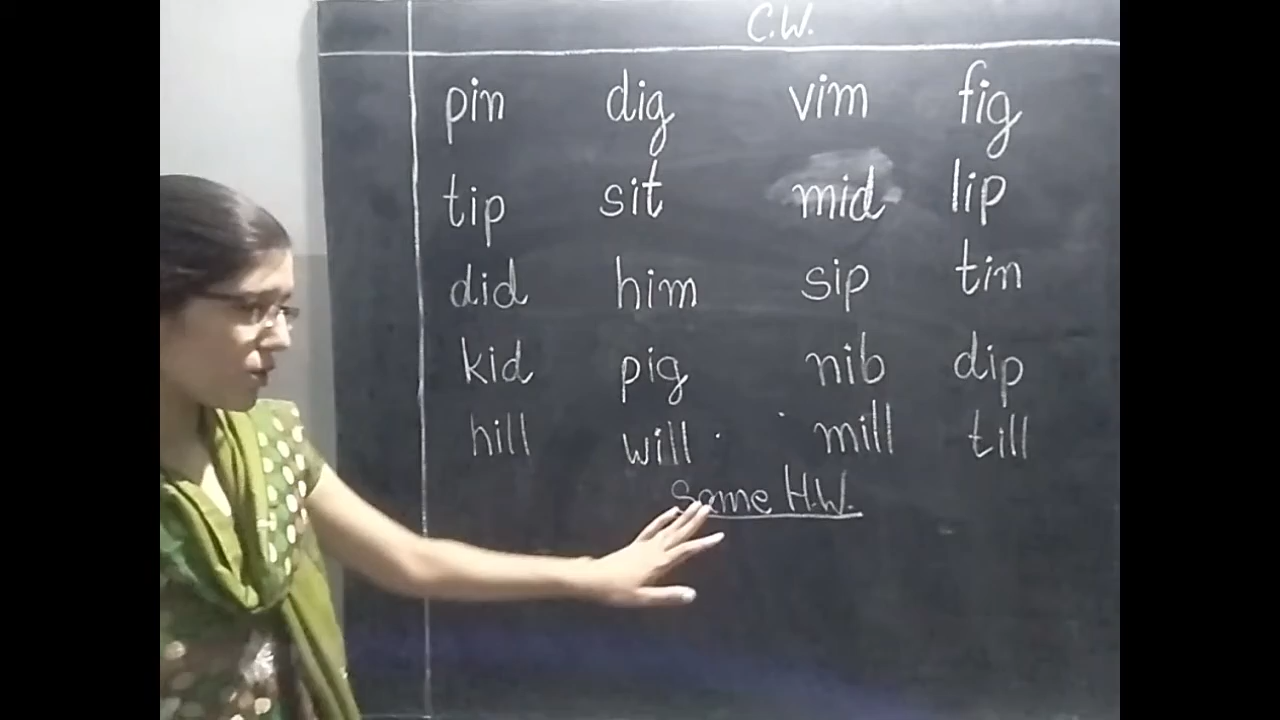 C.W.
pin dig vim fig
tip sit mid lip
did him sip tin
kid pig nib dip
hill will mill till
Same H.W.